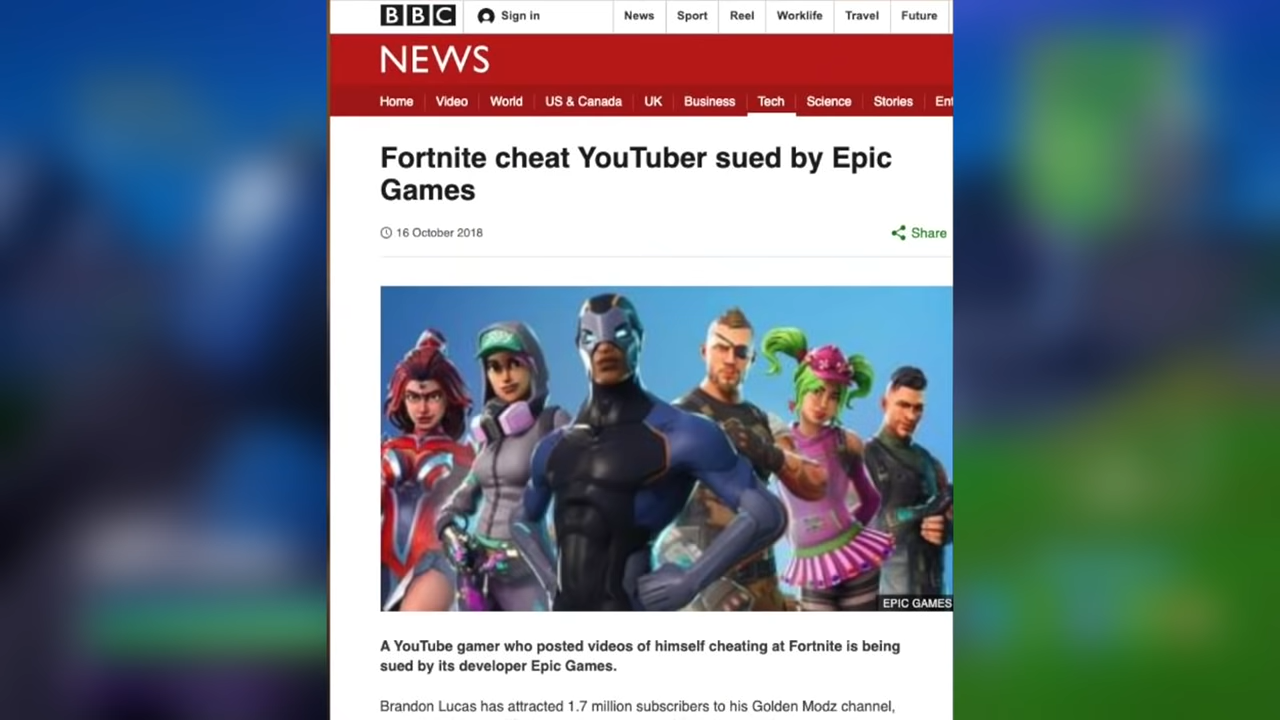 BBC Sign in News Sport Reel Worklife Travel Future
NEWS
Home Video World US & Canada UK Business Tech Science Stories Ent
Fortnite cheat YouTuber sued by Epic
Games
16 October 2018 Share
EPIC GAMES
A YouTube gamer who posted videos of himself cheating at Fortnite is being
sued by its developer Epic Games.
Brandon Lucas has attracted 1.7 million subscribers to his Golden Modz channel,